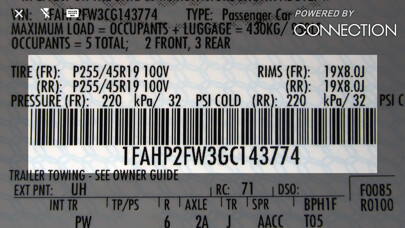 1FAHP2FW3CG143774 TYPE: Passenger Car
POWERED BY
CONNECTION
MAXIMUM LOAD = OCCUPANTS + LUGGAGE = 430KG/
OCCUPANTS = 5 TOTAL; 2 FRONT, 3 REAR
TIRE (FR): P255/45R19 100V RIMS (FR): 19X8.0J
(RR): P255/45R19 100V (RR): 19X8.0J
PRESSURE (FR): 220 kPa/ 32 PSI COLD (RR): 220 kPa/ 32 PSI C
1FAHP2FW3GC143774
TRAILER TOWING - SEE OWNER GUIDE
EXT PNT: UH RC: 71 DSO: F0085
INT TR TP/PS R AXLE TR SPR BPH1F R0100
PW 6 2A J AACC T05